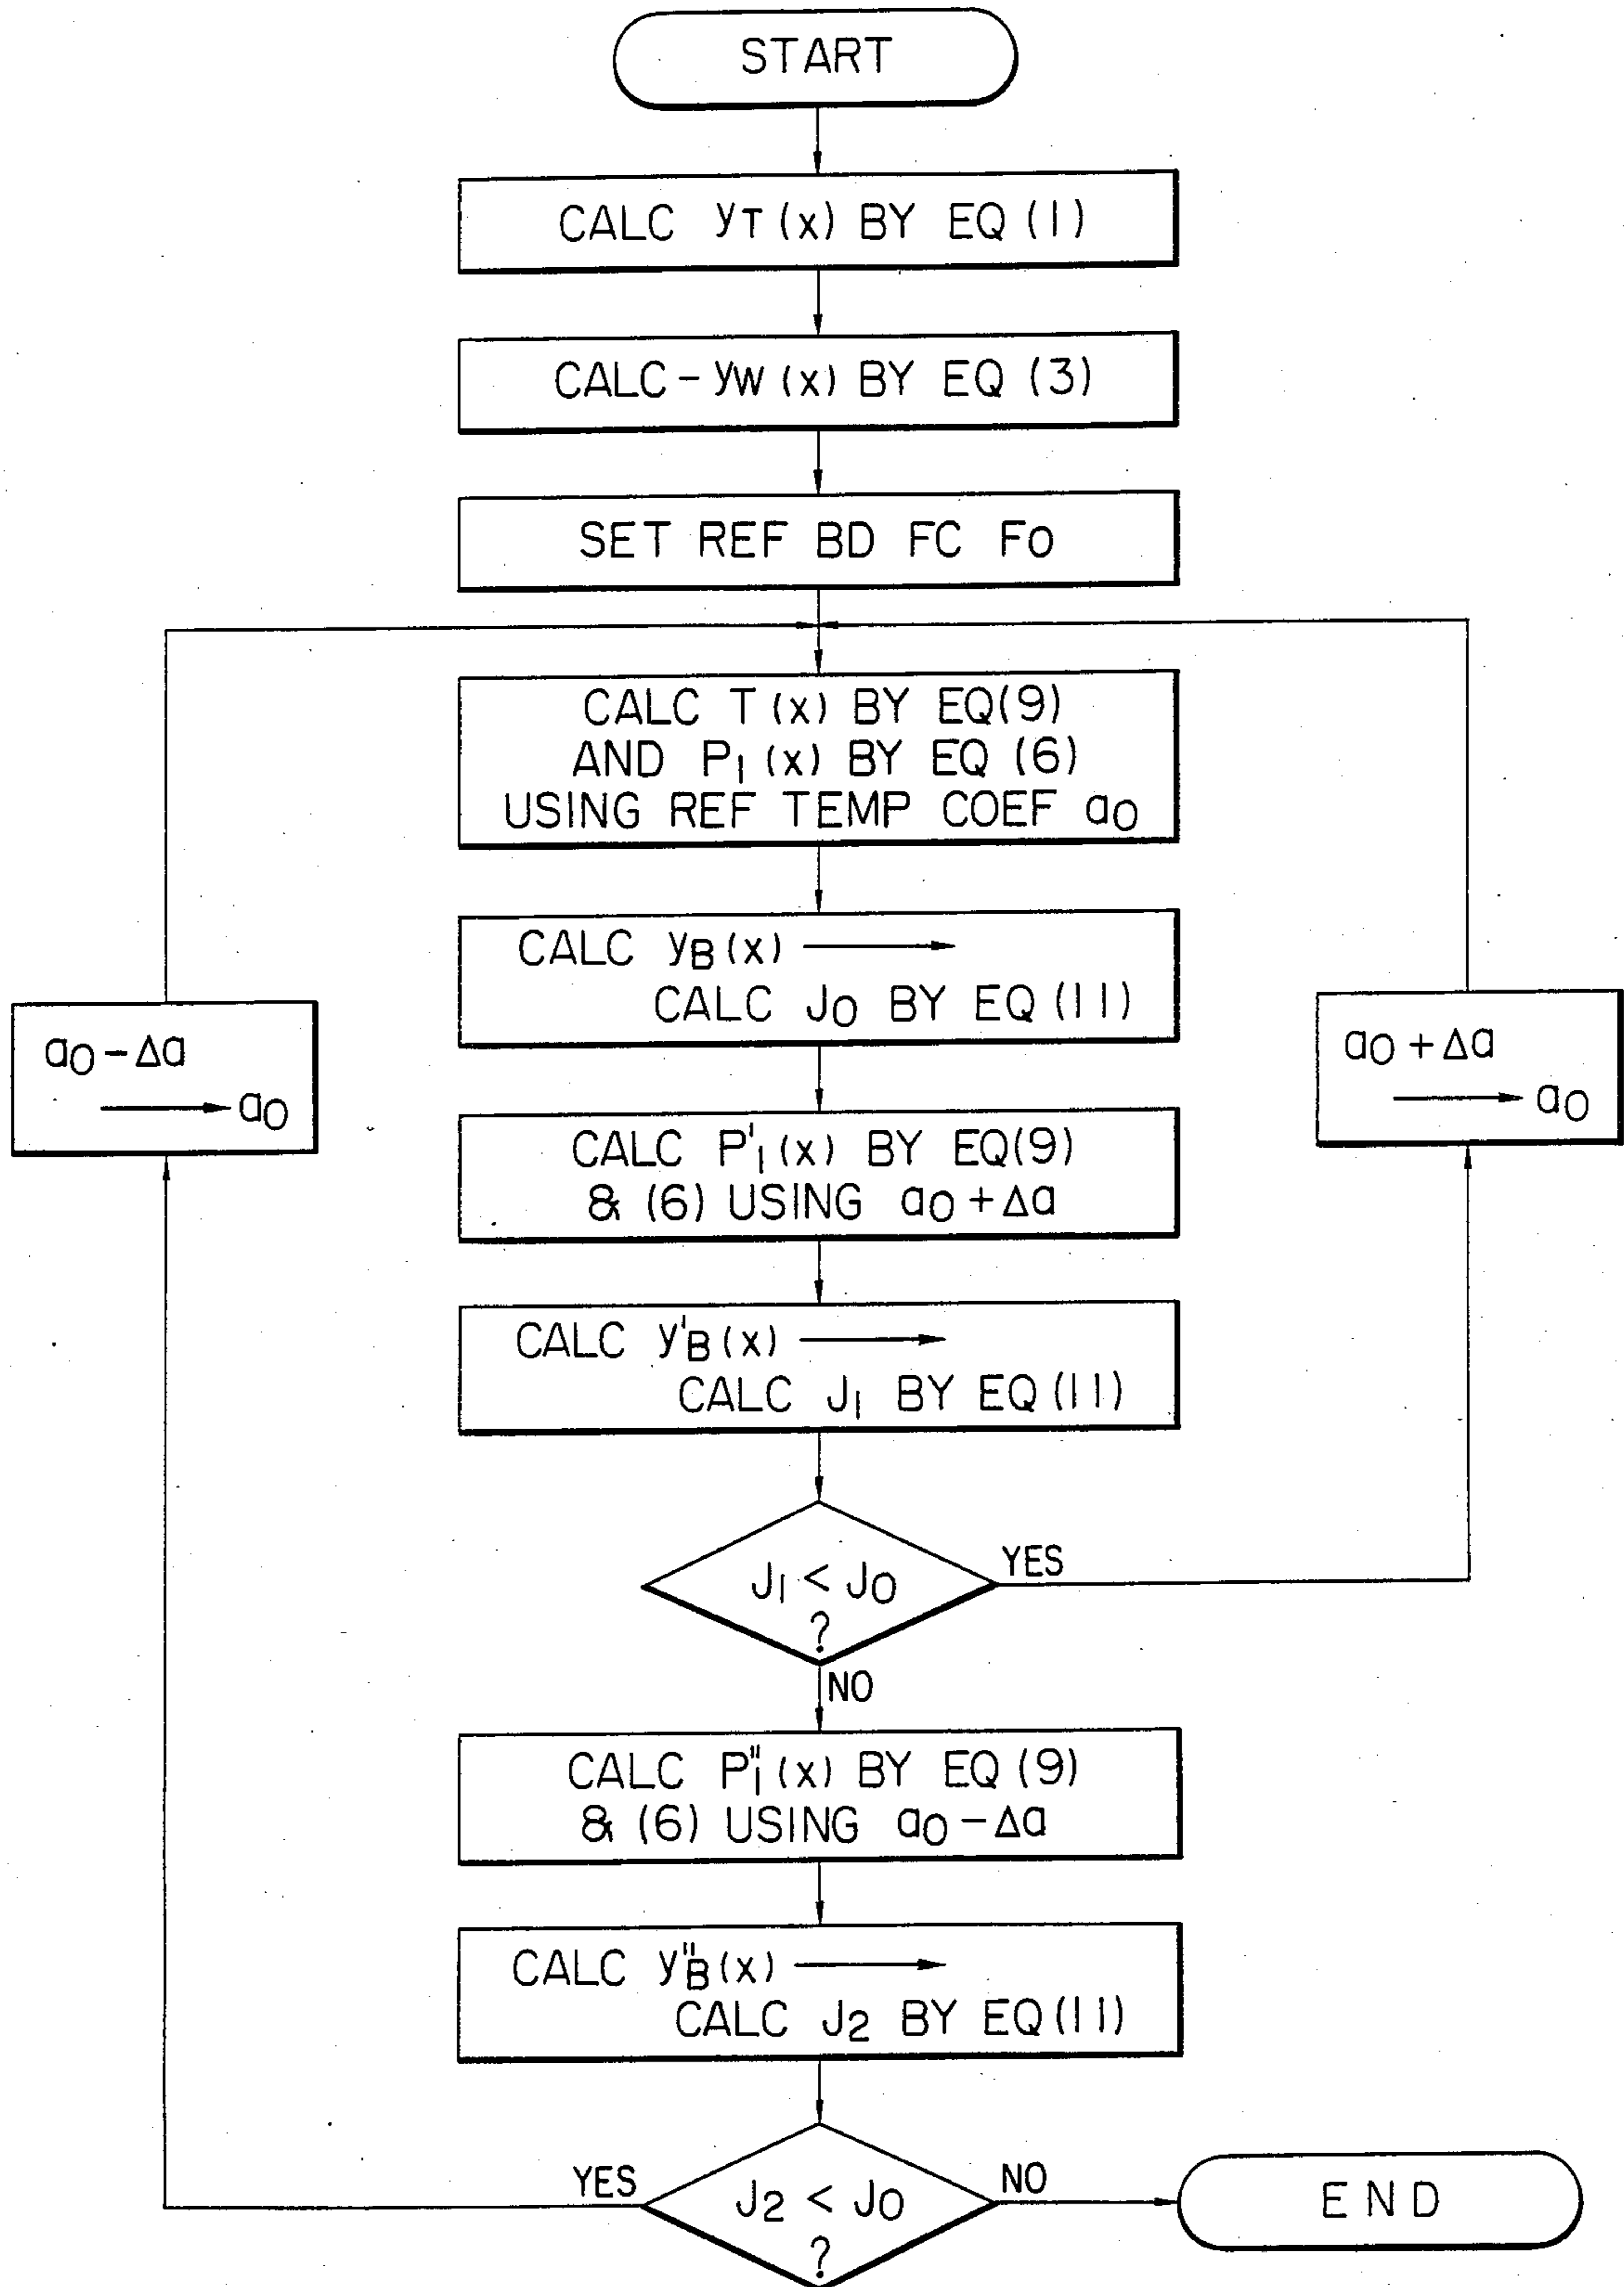 START
CALC yT (x) BY EQ (1)
CALC - yW (x) BY EQ (3)
SET REF BD FC F0
CALC T (x) BY EQ(9)
AND P1 (x) BY EQ (6)
USING REF TEMP COEF a0
CALC yB (x) →
CALC J0 BY EQ (11)
a0 - Δa
→ a0
a0 + Δa
→ a0
CALC P'1 (x) BY EQ(9)
& (6) USING a0 + Δa
CALC y'B (x) →
CALC J1 BY EQ (11)
J1 < J0
?
YES
NO
CALC P"1 (x) BY EQ (9)
& (6) USING a0 - Δa
CALC y"B (x) →
CALC J2 BY EQ (11)
YES
J2 < J0
?
NO
END